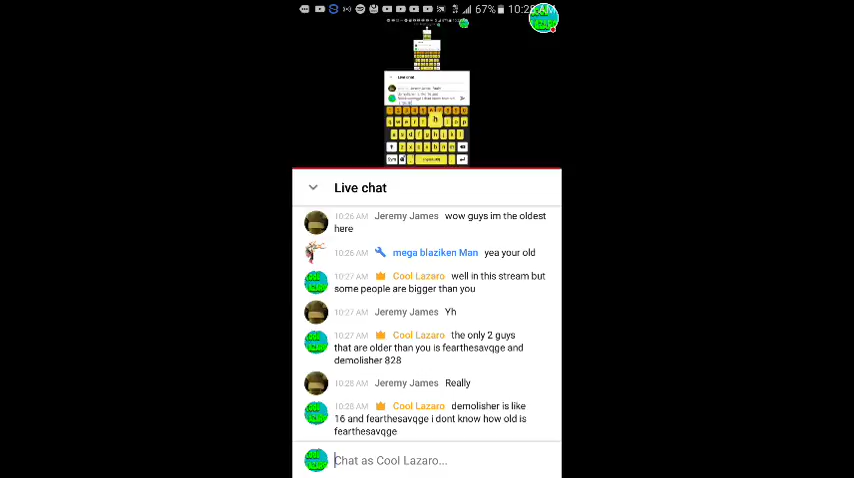 67% 10:28 AM
Live chat
Live chat
10:26 AM Jeremy James wow guys im the oldest
here
10:26 AM mega blaziken Man yea your old
10:27 AM Cool Lazaro well in this stream but
some people are bigger than you
10:27 AM Jeremy James Yh
10:27 AM Cool Lazaro the only 2 guys
that are older than you is fearthesavqge and
demolisher 828
10:28 AM Jeremy James Really
10:28 AM Cool Lazaro demolisher is like
16 and fearthesavqge i dont know how old is
fearthesavqge
Chat as Cool Lazaro...